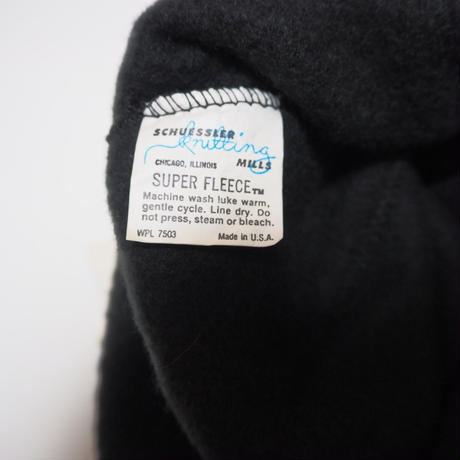 SCHUESSLER
knitting
CHICAGO, ILLINOIS MILLS
SUPER FLEECE™
Machine wash luke warm,
gentle cycle. Line dry. Do
not press, steam or bleach.
WPL 7503 Made in U.S.A.